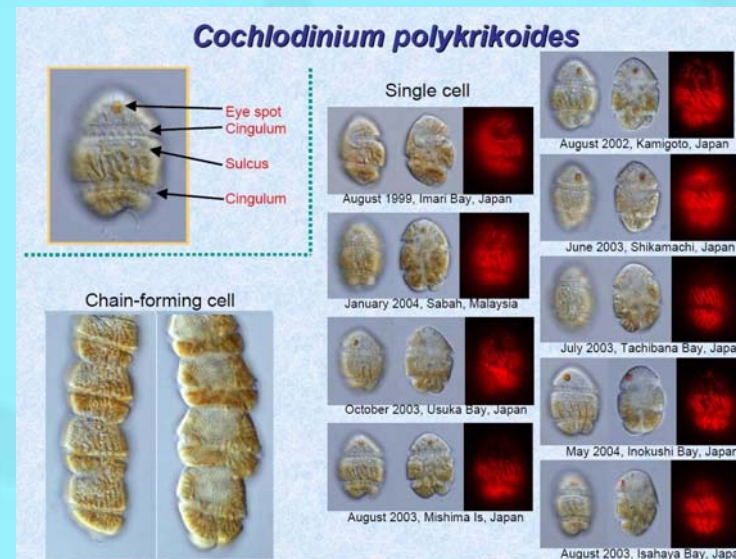 Cochlodinium polykrikoides
Eye spot
Cingulum
Sulcus
Cingulum
Chain-forming cell
Single cell
August 1999, Imari Bay, Japan
January 2004, Sabah, Malaysia
October 2003, Usuka Bay, Japan
August 2003, Mishima Is, Japan
August 2002, Kamigoto, Japan
June 2003, Shikamachi, Japan
July 2003, Tachibana Bay, Japa
May 2004, Inokushi Bay, Japan
August 2003, Isahaya Bay, Japa